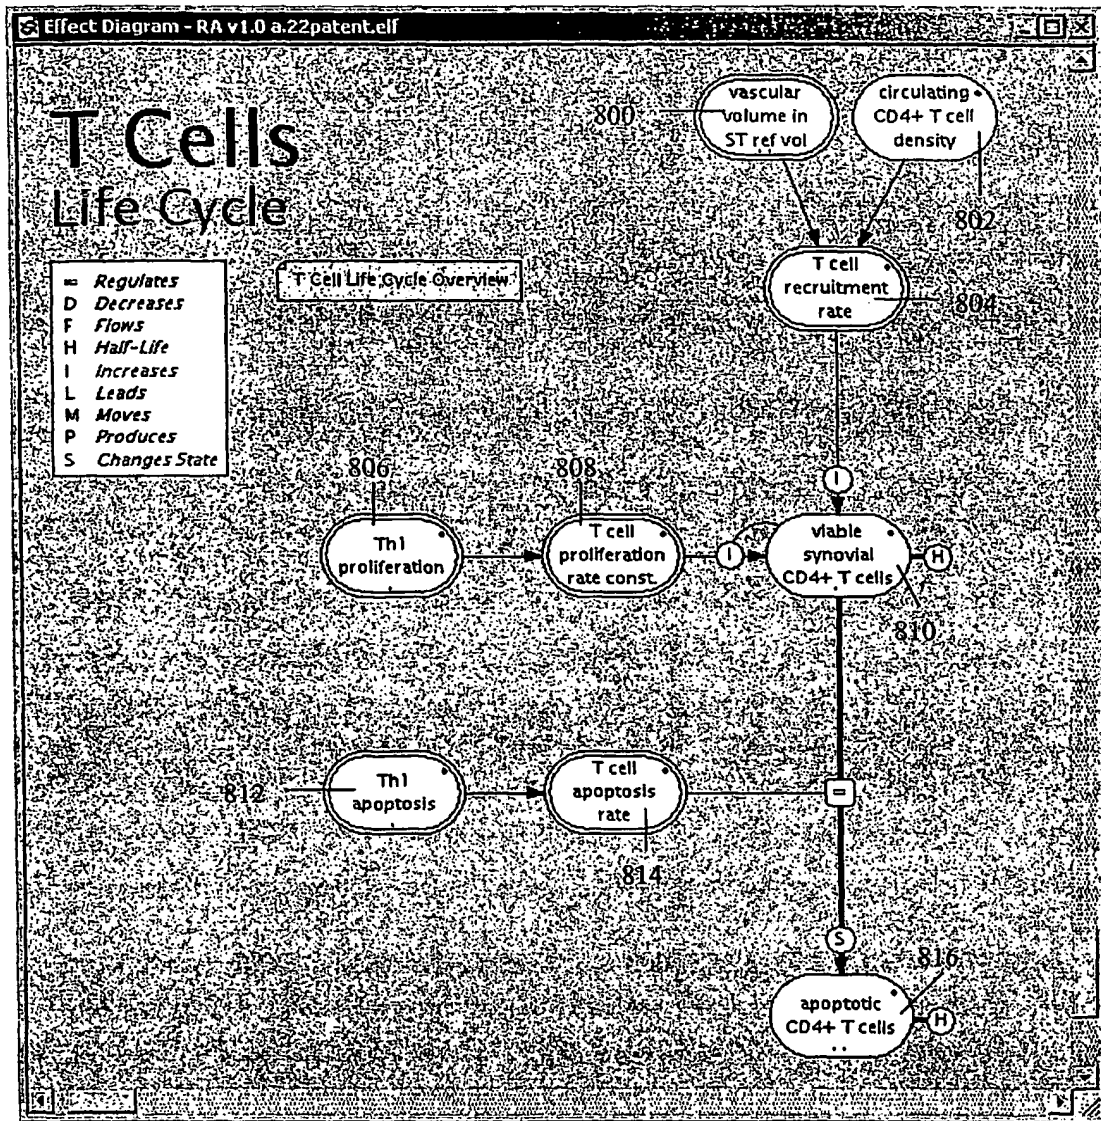 Effect Diagram - RA v1.0 a.22patent.elf
T Cells
Life Cycle
= Regulates
D Decreases
F Flows
H Half-Life
I Increases
L Leads
M Moves
P Produces
S Changes State
T Cell Life Cycle Overview
800
vascular
volume in
ST ref vol
circulating
CD4+ T cell
density
802
T cell
recruitment
rate
804
I
806
808
Th1
proliferation
T cell
proliferation
rate const.
I
viable
synovial
CD4+ T cells
H
810
812
Th1
apoptosis
T cell
apoptosis
rate
=
814
S
816
apoptotic
CD4+ T cells
H